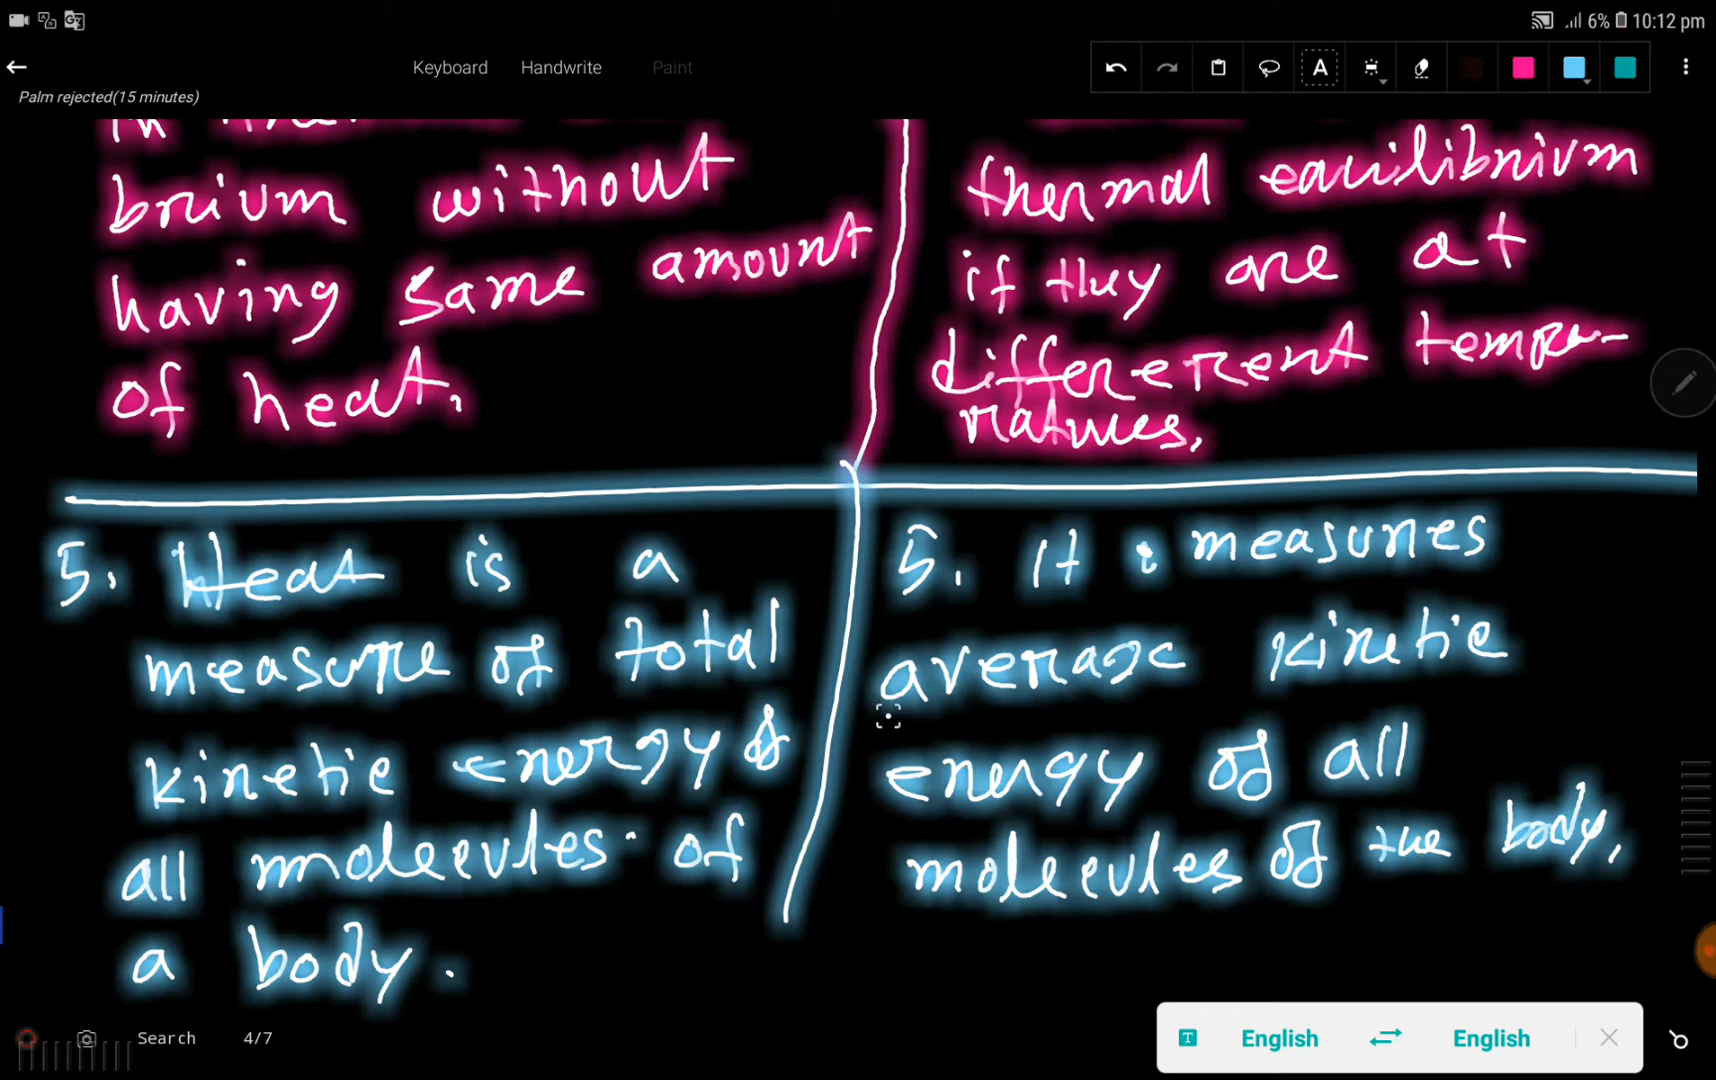 6% 10:12 pm
Keyboard Handwrite Paint
A
Palm rejected(15 minutes)
brium without
having same amount
of heat.
thermal equilibrium
if they are at
differerent tempe-
ratures.
5. Heat is a
measure of total
kinetic energy of
all molecules of
a body.
5. It measures
average kinetic
energy of all
molecules of the body.
Search 4/7
T English English